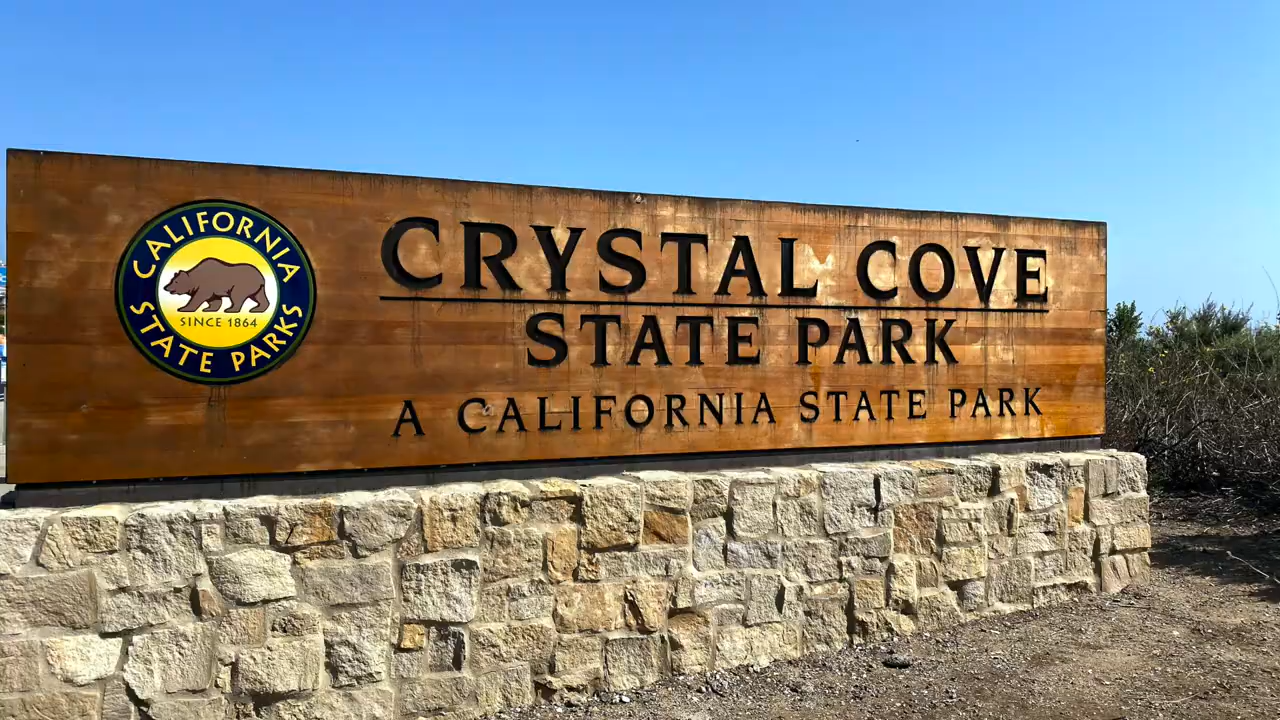 CALIFORNIA
SINCE 1864
STATE PARKS
CRYSTAL COVE
STATE PARK
A CALIFORNIA STATE PARK